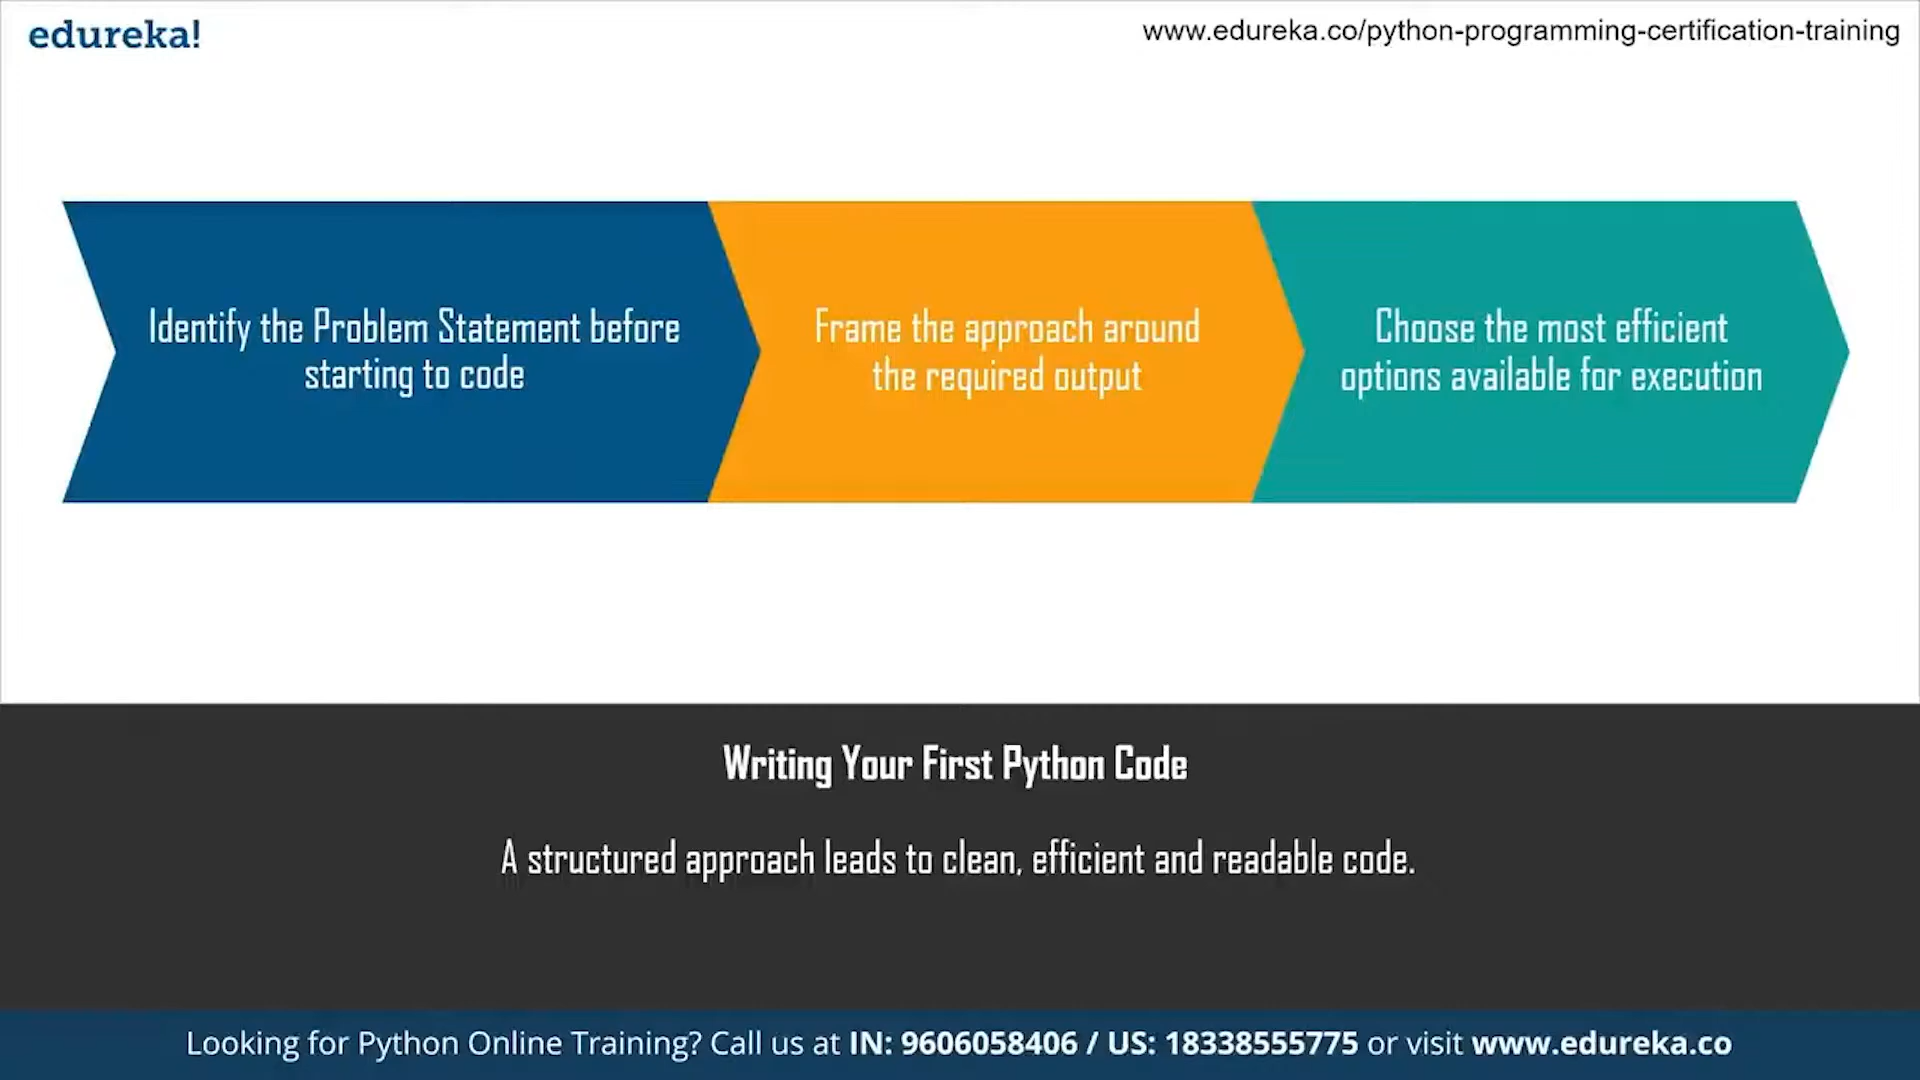 edureka!
www.edureka.co/python-programming-certification-training
Identify the Problem Statement before
starting to code
Frame the approach around
the required output
Choose the most efficient
options available for execution
Writing Your First Python Code
A structured approach leads to clean, efficient and readable code.
Looking for Python Online Training? Call us at IN: 9606058406 / US: 18338555775 or visit www.edureka.co